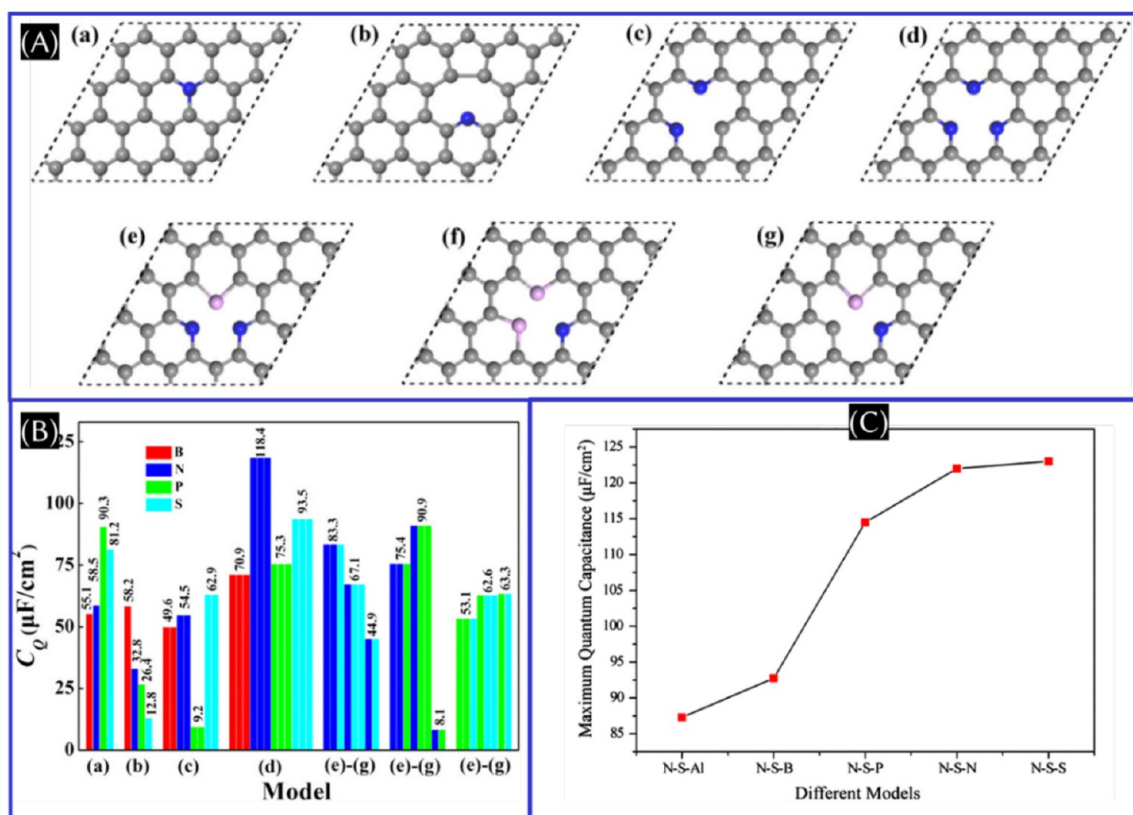 (A)
(a)
(b)
(c)
(d)
(e)
(f)
(g)
(B)
C_Q (μF/cm²)
25
100
75
50
25
0
B
N
P
S
55.1
58.5
90.3
81.2
58.2
32.8
26.4
12.8
49.6
54.5
9.2
62.9
70.9
118.4
75.3
93.5
83.3
67.1
44.9
75.4
90.9
8.1
53.1
62.6
63.3
(a) (b) (c) (d) (e)-(g) (e)-(g) (e)-(g)
Model
(C)
Maximum Quantum Capacitance (μF/cm²)
125
120
115
110
105
100
95
90
85
N-S-Al N-S-B N-S-P N-S-N N-S-S
Different Models